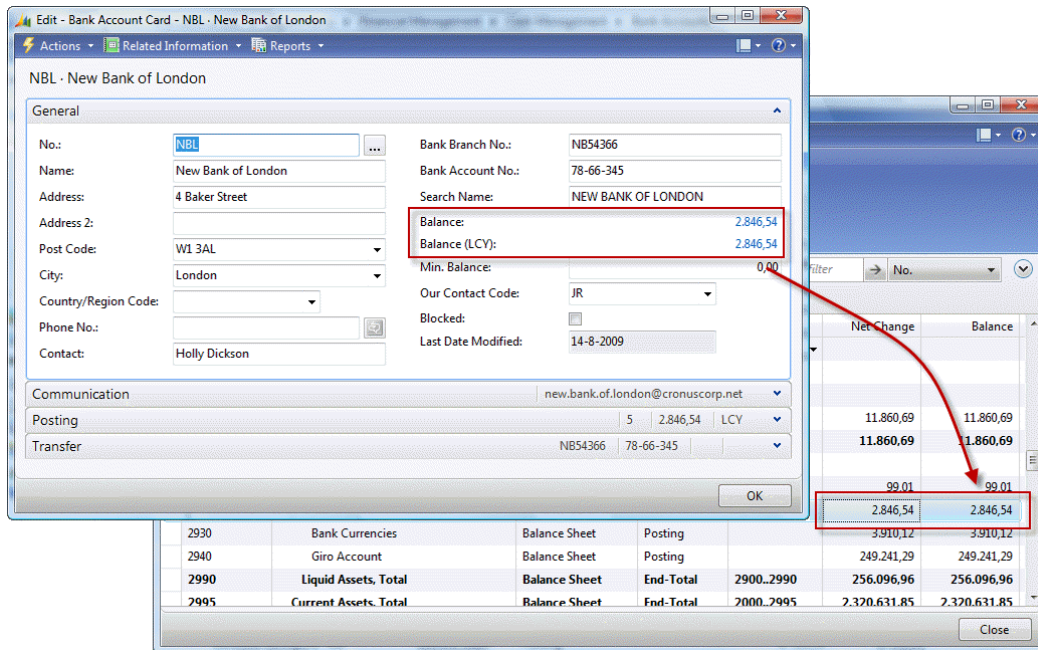 Edit - Bank Account Card - NBL · New Bank of London
Actions Related Information Reports
NBL · New Bank of London
General
No.: NBL ... Bank Branch No.: NB54366
Name: New Bank of London Bank Account No.: 78-66-345
Address: 4 Baker Street Search Name: NEW BANK OF LONDON
Address 2: Balance: 2.846,54
Post Code: W1 3AL Balance (LCY): 2.846,54
City: London Min. Balance: 0,00
Country/Region Code: Our Contact Code: JR
Phone No.: Blocked:
Contact: Holly Dickson Last Date Modified: 14-8-2009
Communication new.bank.of.london@cronuscorp.net
Posting 5 2.846,54 LCY
Transfer NB54366 78-66-345
OK
filter No.
Net Change Balance
11.860,69 11.860,69
11.860,69 11.860,69
99.01 99.01
2.846,54 2.846,54
2930 Bank Currencies Balance Sheet Posting 3.910,12 3.910,12
2940 Giro Account Balance Sheet Posting 249.241,29 249.241,29
2990 Liquid Assets, Total Balance Sheet End-Total 2900..2990 256.096,96 256.096,96
2995 Current Assets, Total Balance Sheet End-Total 2000..2995 2.320.631,85 2.320.631,85
Close